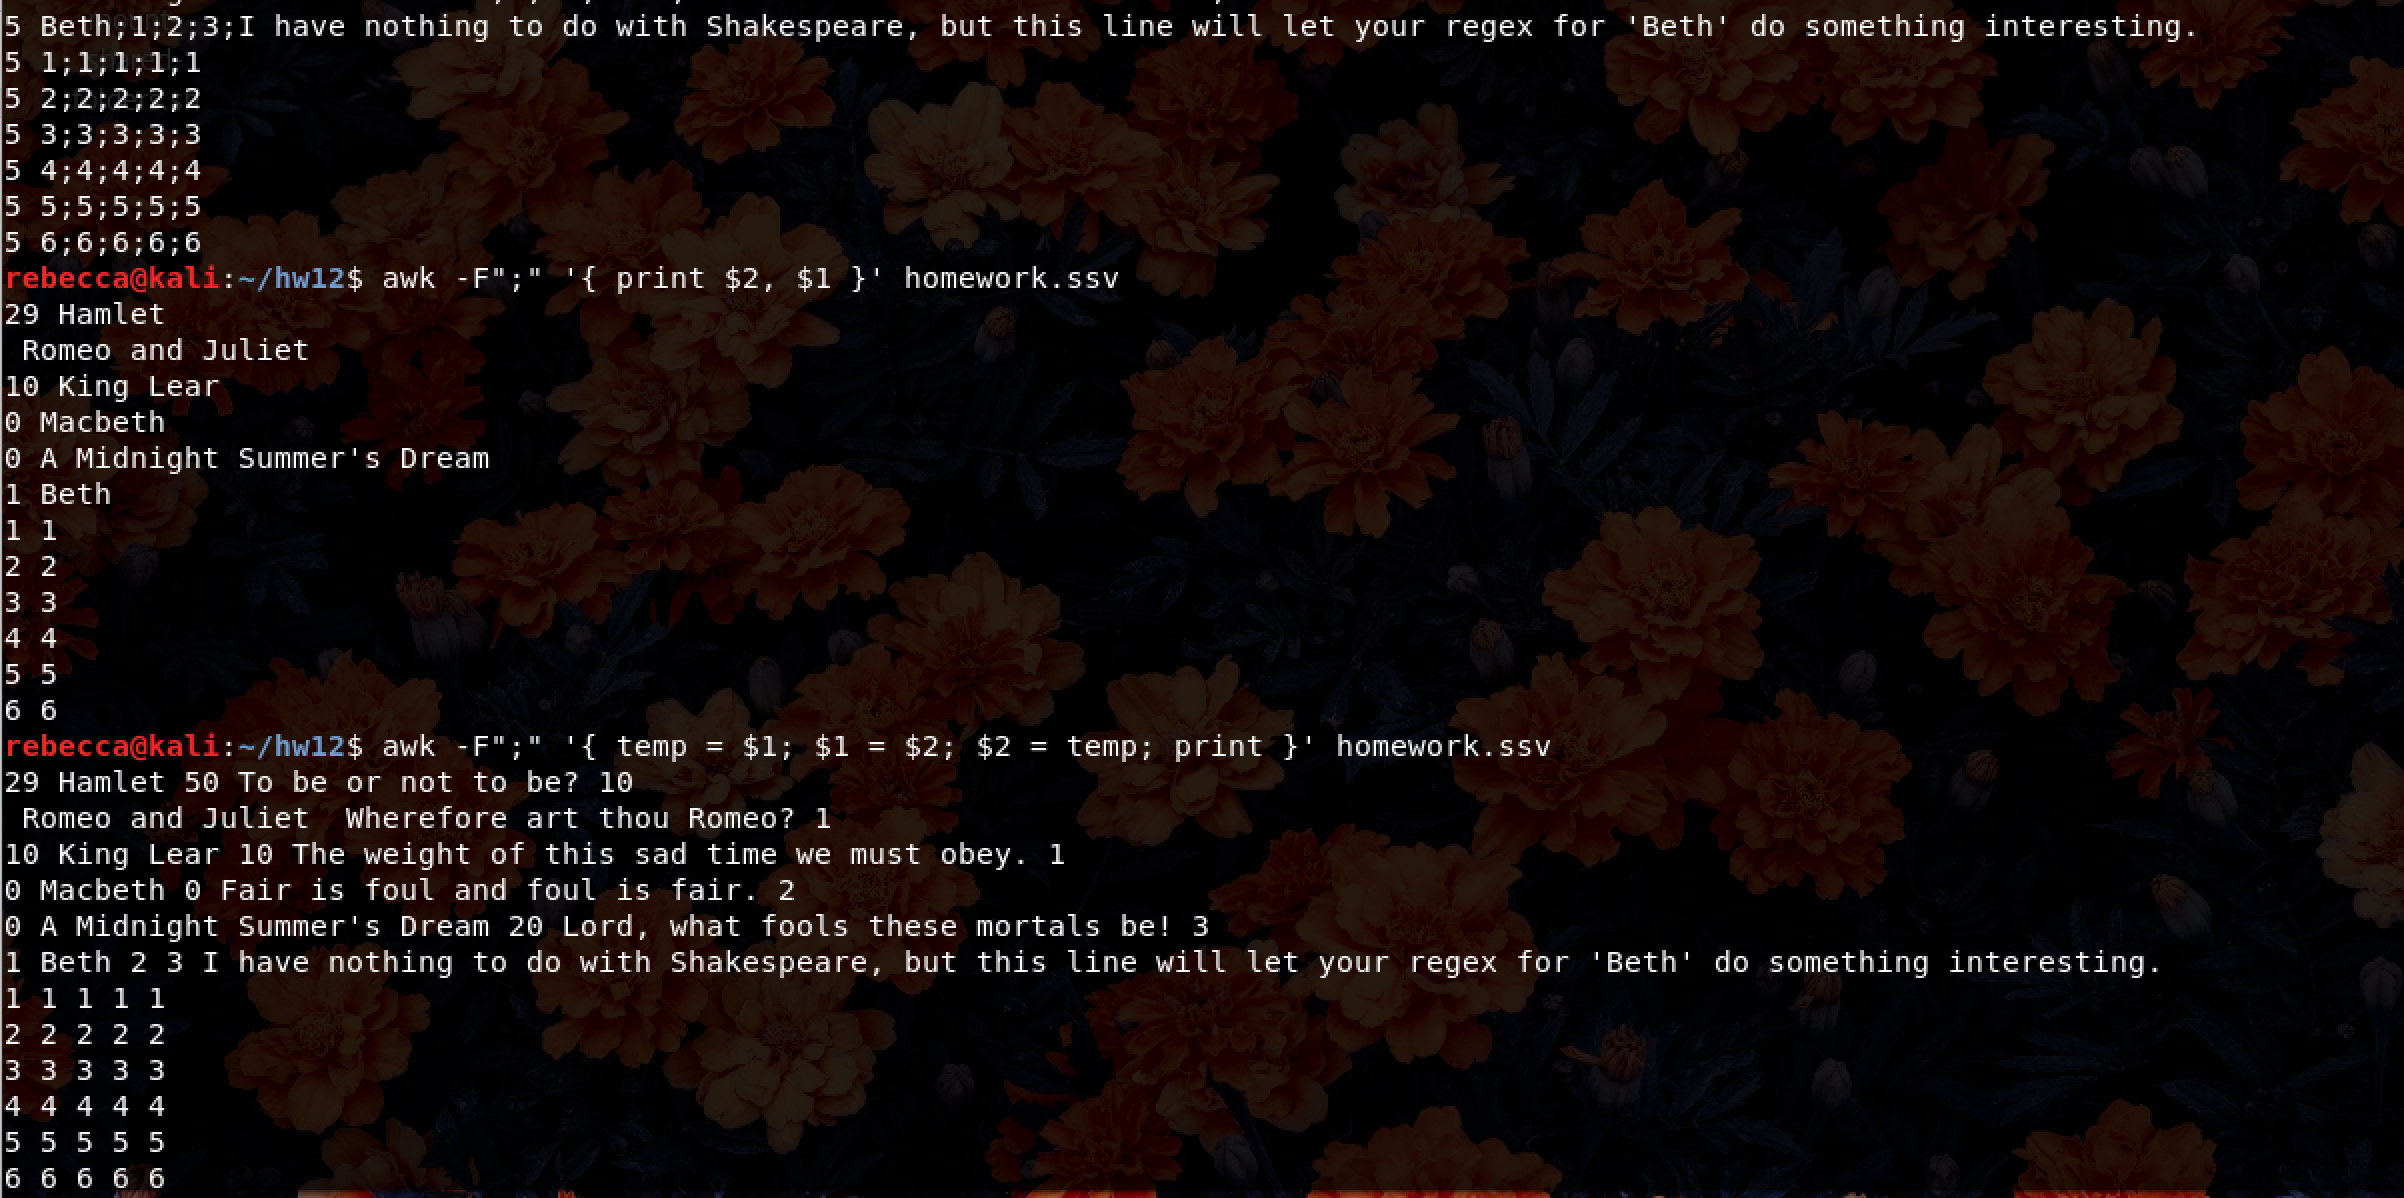 5 Beth;1;2;3;I have nothing to do with Shakespeare, but this line will let your regex for 'Beth' do something interesting.
5 1;1;1;1;1
5 2;2;2;2;2
5 3;3;3;3;3
5 4;4;4;4;4
5 5;5;5;5;5
5 6;6;6;6;6
rebecca@kali:~/hw12$ awk -F";" '{ print $2, $1 }' homework.ssv
29 Hamlet
 Romeo and Juliet
10 King Lear
0 Macbeth
0 A Midnight Summer's Dream
1 Beth
1 1
2 2
3 3
4 4
5 5
6 6
rebecca@kali:~/hw12$ awk -F";" '{ temp = $1; $1 = $2; $2 = temp; print }' homework.ssv
29 Hamlet 50 To be or not to be? 10
 Romeo and Juliet  Wherefore art thou Romeo? 1
10 King Lear 10 The weight of this sad time we must obey. 1
0 Macbeth 0 Fair is foul and foul is fair. 2
0 A Midnight Summer's Dream 20 Lord, what fools these mortals be! 3
1 Beth 2 3 I have nothing to do with Shakespeare, but this line will let your regex for 'Beth' do something interesting.
1 1 1 1 1
2 2 2 2 2
3 3 3 3 3
4 4 4 4 4
5 5 5 5 5
6 6 6 6 6